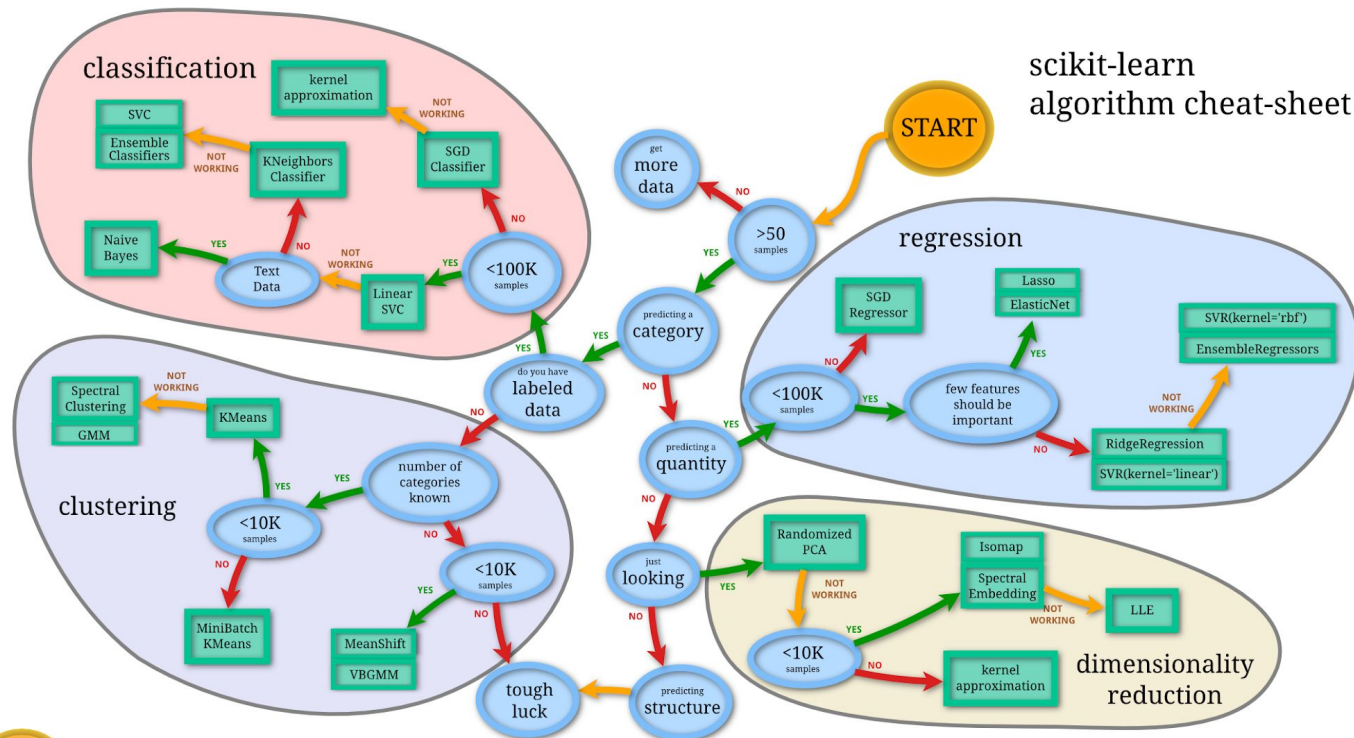 scikit-learn
algorithm cheat-sheet
START
classification
kernel
approximation
NOT
WORKING
SVC
Ensemble
Classifiers
NOT
WORKING
KNeighbors
Classifier
SGD
Classifier
NO
Naive
Bayes
YES
NO
Text
Data
NOT
WORKING
Linear
SVC
YES
<100K
samples
YES
get
more
data
NO
>50
samples
YES
predicting a
category
YES
NO
do you have
labeled
data
NO
predicting a
quantity
YES
NO
just
looking
YES
NO
predicting
structure
tough
luck
regression
SGD
Regressor
NO
<100K
samples
YES
Lasso
ElasticNet
YES
few features
should be
important
NO
SVR(kernel='rbf')
EnsembleRegressors
NOT
WORKING
RidgeRegression
SVR(kernel='linear')
clustering
Spectral
Clustering
GMM
NOT
WORKING
KMeans
YES
number of
categories
known
YES
NO
<10K
samples
NO
MiniBatch
KMeans
<10K
samples
YES
NO
MeanShift
VBGMM
Randomized
PCA
NOT
WORKING
<10K
samples
YES
NO
Isomap
Spectral
Embedding
NOT
WORKING
LLE
kernel
approximation
dimensionality
reduction